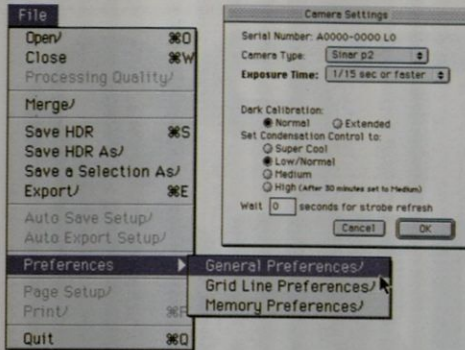 File
Open/ ⌘O
Close ⌘W
Processing Quality/
Merge/
Save HDR ⌘S
Save HDR As/
Save a Selection As/
Export/ ⌘E
Auto Save Setup/
Auto Export Setup/
Preferences
Page Setup/
Print/ ⌘P
Quit ⌘Q
General Preferences/
Grid Line Preferences/
Memory Preferences/
Camera Settings
Serial Number: A0000-0000 L0
Camera Type: Sinar p2
Exposure Time: 1/15 sec or faster
Dark Calibration:
Normal Extended
Set Condensation Control to:
Super Cool
Low/Normal
Medium
High (After 30 minutes set to Medium)
Wait 0 seconds for strobe refresh
Cancel OK